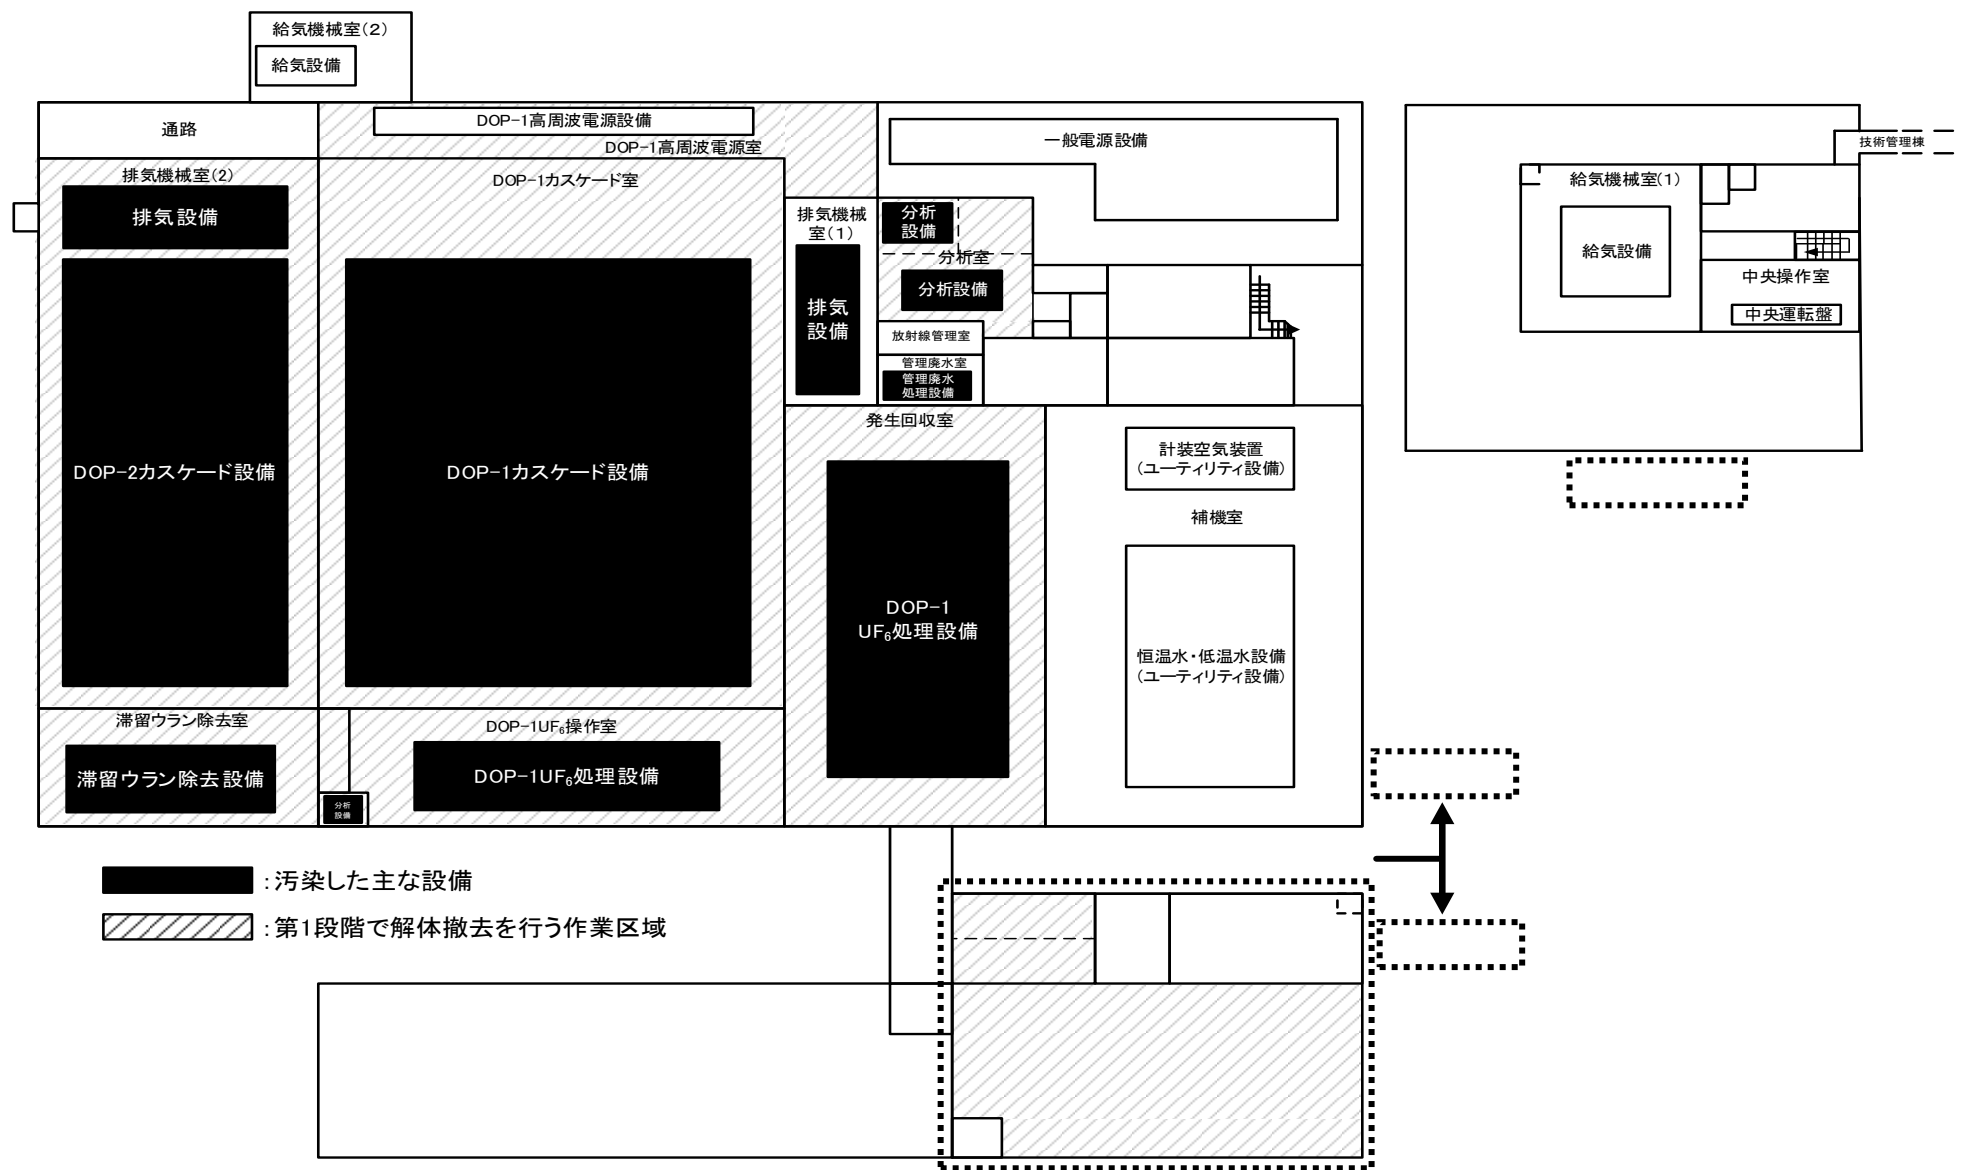 給気機械室(2)
給気設備
通路
DOP-1高周波電源設備
DOP-1高周波電源室
一般電源設備
技術管理棟
排気機械室(2)
排気設備
DOP-1カスケード室
排気機械
室(1)
排気
設備
分析
設備
分析室
分析設備
放射線管理室
管理廃水室
管理廃水
処理設備
給気機械室(1)
給気設備
中央操作室
中央運転盤
DOP-2カスケード設備
DOP-1カスケード設備
発生回収室
DOP-1
UF₆処理設備
計装空気装置
(ユーティリティ設備)
補機室
恒温水・低温水設備
(ユーティリティ設備)
滞留ウラン除去室
滞留ウラン除去設備
DOP-1UF₆操作室
DOP-1UF₆処理設備
分析
設備
:汚染した主な設備
:第1段階で解体撤去を行う作業区域